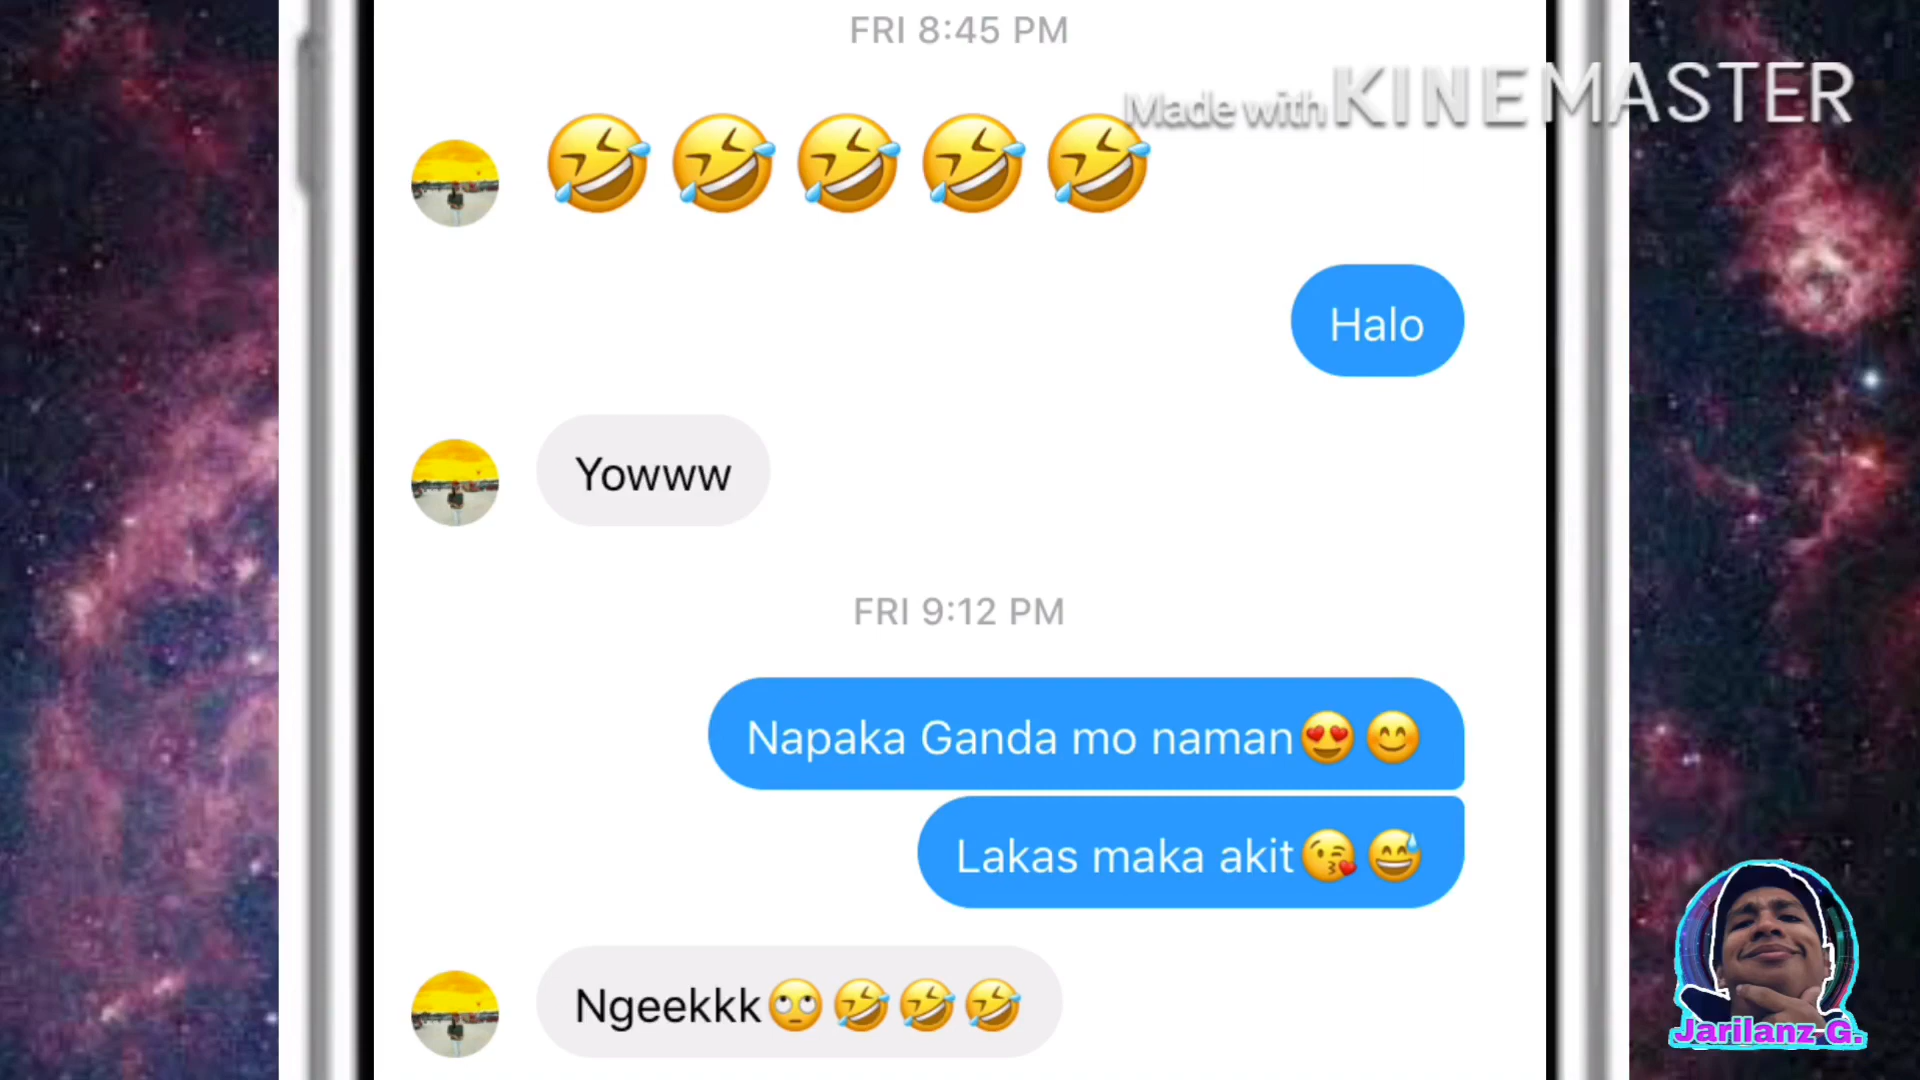 FRI 8:45 PM
Made with KINEMASTER
🤣🤣🤣🤣🤣
Halo
Yowww
FRI 9:12 PM
Napaka Ganda mo naman😍😊
Lakas maka akit😘😅
Ngeekkk🙄🤣🤣🤣
Jarilanz G.